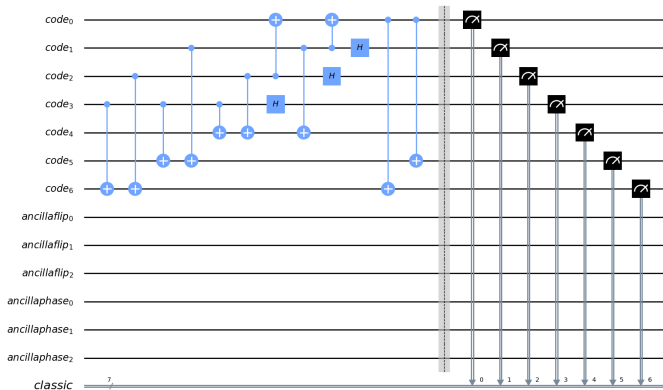 code0
code1
H
code2
H
code3
H
code4
code5
code6
ancillaflip0
ancillaflip1
ancillaflip2
ancillaphase0
ancillaphase1
ancillaphase2
classic 7 0 1 2 3 4 5 6